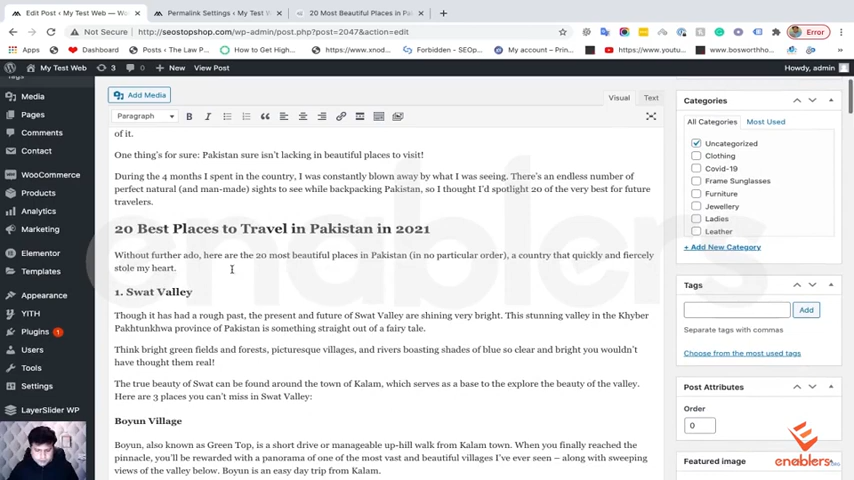 Edit Post ‹ My Test Web — Wo
Permalink Settings ‹ My Test W
20 Most Beautiful Places in Pak
http://seostopshop.com/wp-admin/post.php?post=2047&action=edit
Error
Apps
Dashboard
Posts ‹ The Law P
How to Get High...
https://www.xnod...
Forbidden - SEOp...
My account – Prin...
https://www.youtu...
www.bosworthho...
My Test Web
3
0
New
View Post
Howdy, admin
Tags
Media
Pages
Comments
WooCommerce
Products
Analytics
Marketing
Elementor
Templates
Appearance
YITH
Plugins 1
Users
Tools
Settings
LayerSlider WP
Add Media
Visual
Text
Paragraph
of it.
One thing's for sure: Pakistan sure isn't lacking in beautiful places to visit!
During the 4 months I spent in the country, I was constantly blown away by what I was seeing. There's an endless number of
perfect natural (and man-made) sights to see while backpacking Pakistan, so I thought I'd spotlight 20 of the very best for future
travelers.
20 Best Places to Travel in Pakistan in 2021
Without further ado, here are the 20 most beautiful places in Pakistan (in no particular order), a country that quickly and fiercely
stole my heart.
1. Swat Valley
Though it has had a rough past, the present and future of Swat Valley are shining very bright. This stunning valley in the Khyber
Pakhtunkhwa province of Pakistan is something straight out of a fairy tale.
Think bright green fields and forests, picturesque villages, and rivers boasting shades of blue so clear and bright you wouldn't
have thought them real!
The true beauty of Swat can be found around the town of Kalam, which serves as a base to the explore the beauty of the valley.
Here are 3 places you can't miss in Swat Valley:
Boyun Village
Boyun, also known as Green Top, is a short drive or manageable up-hill walk from Kalam town. When you finally reached the
pinnacle, you'll be rewarded with a panorama of one of the most vast and beautiful villages I've ever seen – along with sweeping
views of the valley below. Boyun is an easy day trip from Kalam.
Categories
All Categories
Most Used
Uncategorized
Clothing
Covid-19
Frame Sunglasses
Furniture
Jewellery
Ladies
Leather
+ Add New Category
Tags
Add
Separate tags with commas
Choose from the most used tags
Post Attributes
Order
0
Featured image
enablers
enablers.org